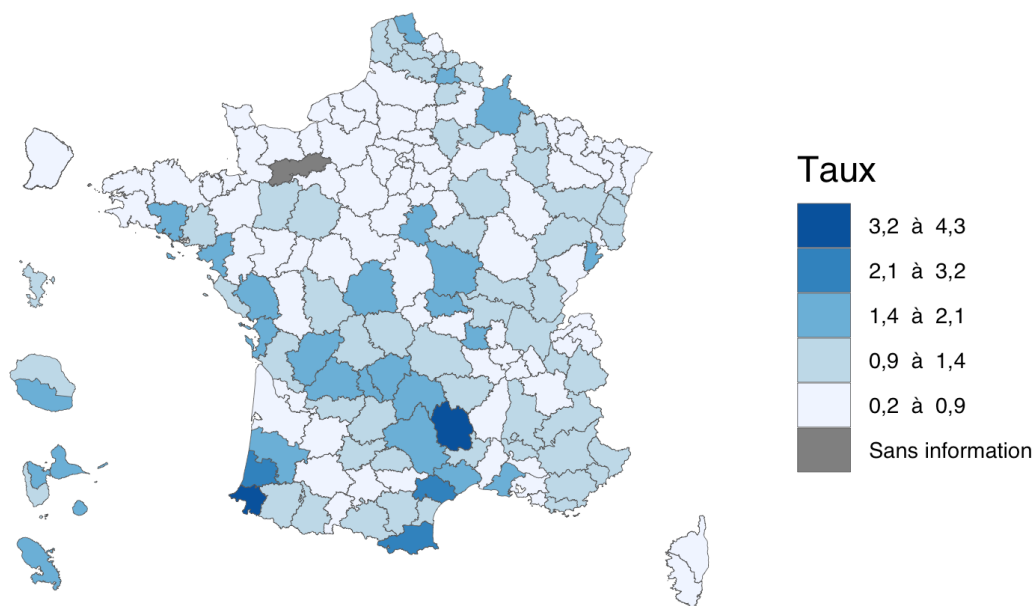 Taux
3,2 à 4,3
2,1 à 3,2
1,4 à 2,1
0,9 à 1,4
0,2 à 0,9
Sans information